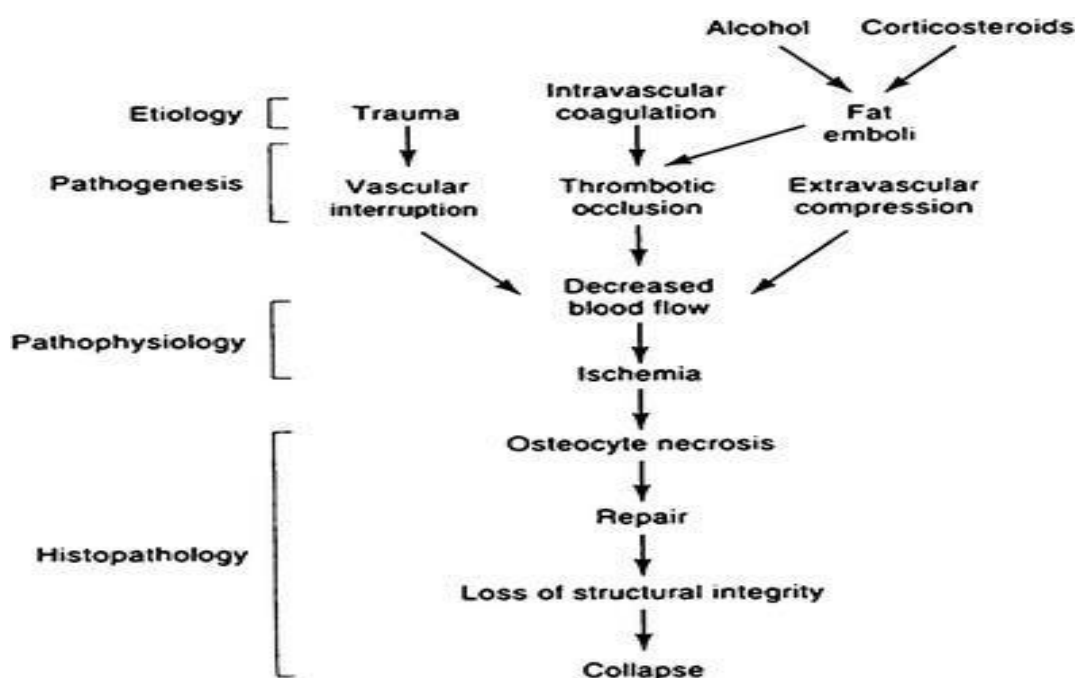 Alcohol Corticosteroids
Etiology Trauma Intravascular coagulation Fat emboli
Pathogenesis Vascular interruption Thrombotic occlusion Extravascular compression
Decreased blood flow
Pathophysiology
Ischemia
Osteocyte necrosis
Repair
Histopathology
Loss of structural integrity
Collapse